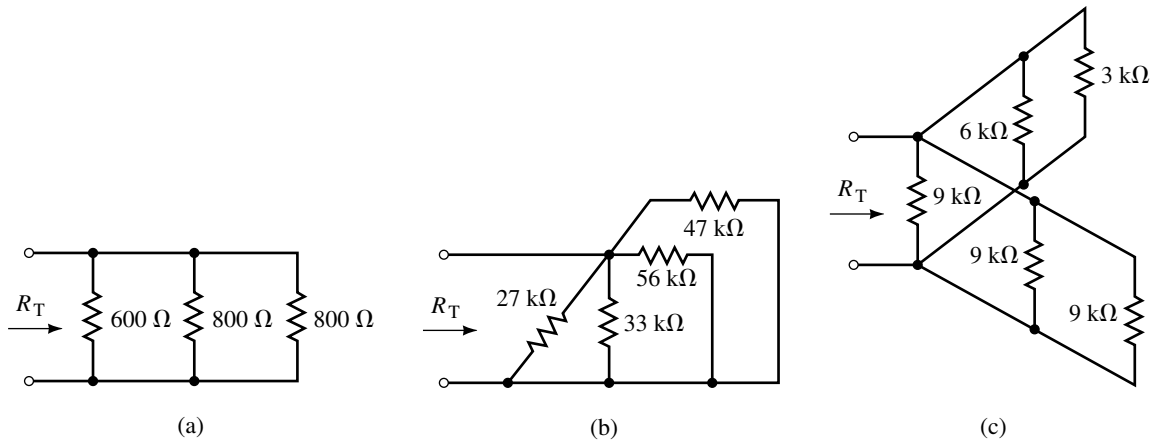 R_T
600 Ω
800 Ω
800 Ω
(a)
R_T
27 kΩ
33 kΩ
56 kΩ
47 kΩ
(b)
R_T
9 kΩ
6 kΩ
3 kΩ
9 kΩ
9 kΩ
(c)